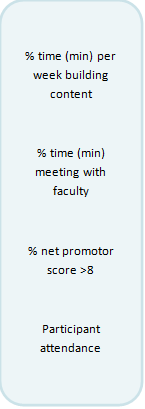 % time (min) per
week building
content
% time (min)
meeting with
faculty
% net promotor
score >8
Participant
attendance